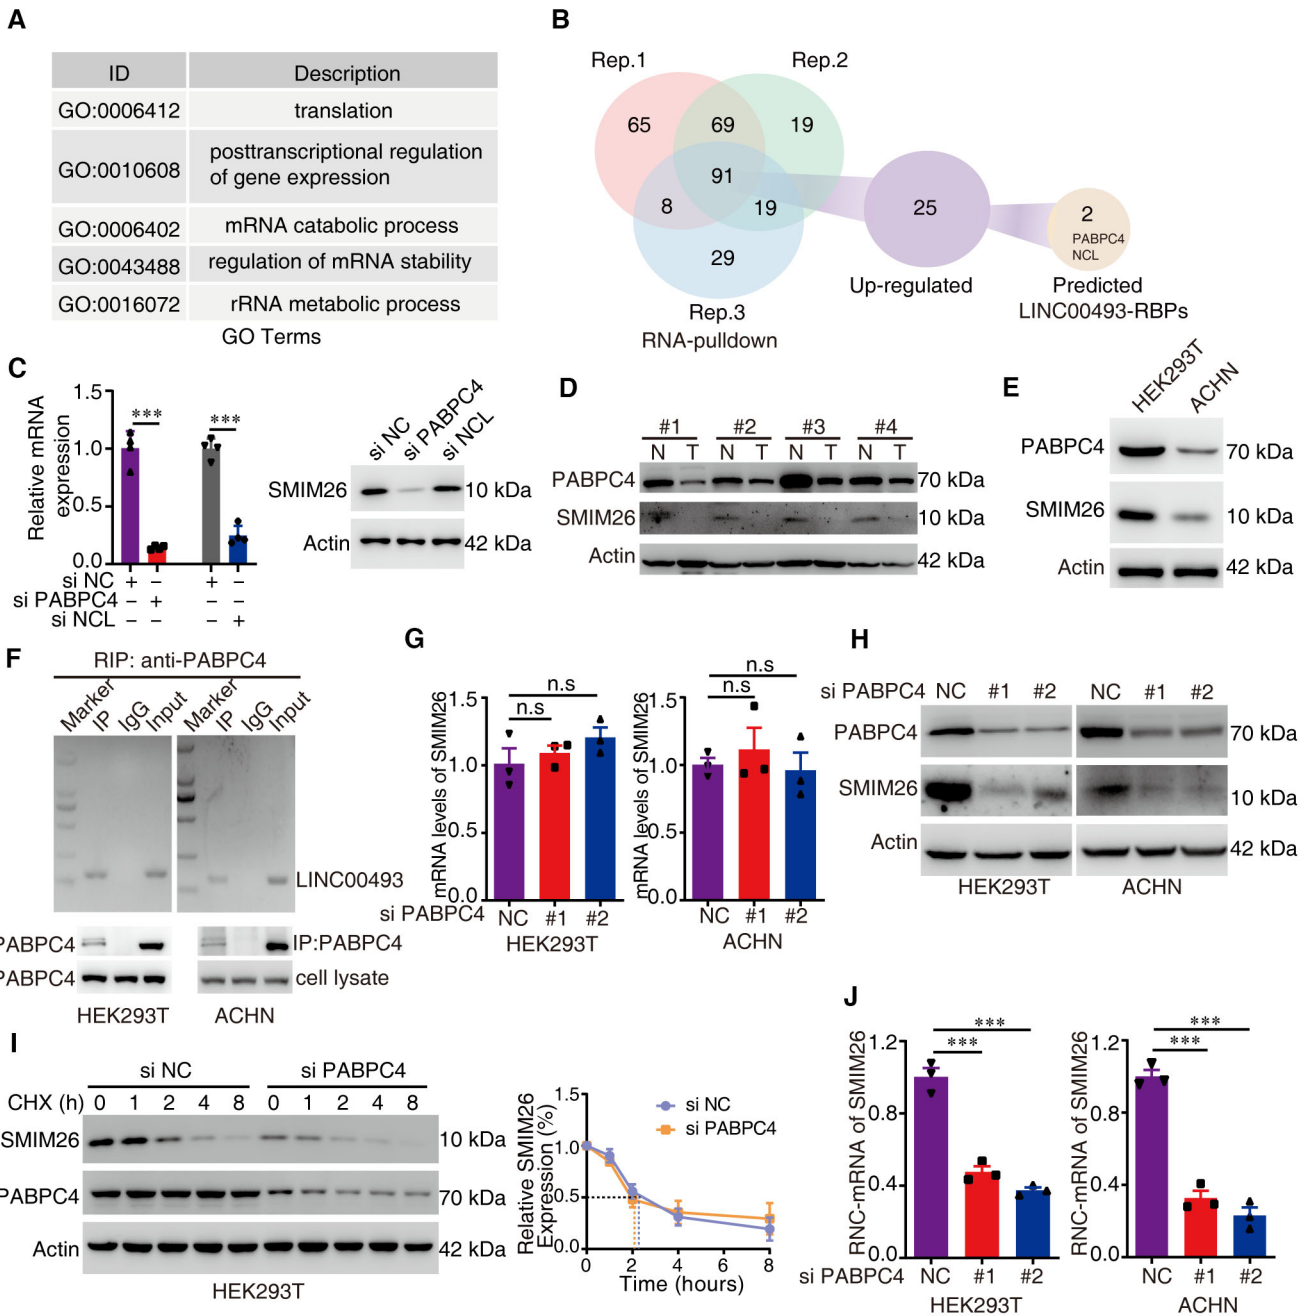 A
ID Description
GO:0006412 translation
GO:0010608 posttranscriptional regulation
of gene expression
GO:0006402 mRNA catabolic process
GO:0043488 regulation of mRNA stability
GO:0016072 rRNA metabolic process
GO Terms
B
Rep.1 Rep.2
65 69 19
91
8 19
29
Rep.3
RNA-pulldown
25
Up-regulated
2
PABPC4
NCL
Predicted
LINC00493-RBPs
C
Relative mRNA
expression
1.5
1.0
0.5
0.0
*** ***
si NC + − + −
si PABPC4 − + − −
si NCL − − − +
si NC si PABPC4 si NCL
SMIM26 10 kDa
Actin 42 kDa
D
#1 #2 #3 #4
N T N T N T N T
PABPC4 70 kDa
SMIM26 10 kDa
Actin 42 kDa
E
HEK293T ACHN
PABPC4 70 kDa
SMIM26 10 kDa
Actin 42 kDa
F
RIP: anti-PABPC4
Marker IP IgG Input Marker IP IgG Input
LINC00493
PABPC4 IP:PABPC4
PABPC4 cell lysate
HEK293T ACHN
G
mRNA levels of SMIM26
1.5
1.0
0.5
0.0
n.s
n.s
si PABPC4 NC #1 #2
HEK293T
mRNA levels of SMIM26
1.5
1.0
0.5
0.0
n.s
n.s
NC #1 #2
ACHN
H
si PABPC4 NC #1 #2 NC #1 #2
PABPC4 70 kDa
SMIM26 10 kDa
Actin 42 kDa
HEK293T ACHN
I
si NC si PABPC4
CHX (h) 0 1 2 4 8 0 1 2 4 8
SMIM26 10 kDa
PABPC4 70 kDa
Actin 42 kDa
HEK293T
Relative SMIM26
Expression (%)
1.5
1.0
0.5
0.0
si NC
si PABPC4
0 2 4 6 8
Time (hours)
J
RNC-mRNA of SMIM26
1.2
0.8
0.4
0.0
***
***
si PABPC4 NC #1 #2
HEK293T
RNC-mRNA of SMIM26
1.2
0.8
0.4
0.0
***
***
NC #1 #2
ACHN